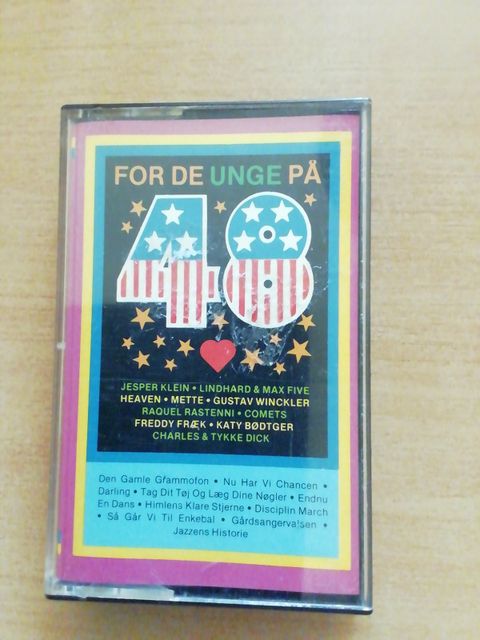 FOR DE UNGE PÅ
48
JESPER KLEIN • LINDHARD & MAX FIVE
HEAVEN • METTE • GUSTAV WINCKLER
RAQUEL RASTENNI • COMETS
FREDDY FRÆK • KATY BØDTGER
CHARLES & TYKKE DICK
Den Gamle Grammofon • Nu Har Vi Chancen •
Darling • Tag Dit Tøj Og Læg Dine Nøgler • Endnu
En Dans • Himlens Klare Stjerne • Disciplin March
• Så Går Vi Til Enkebal • Gårdsangervalsen •
Jazzens Historie